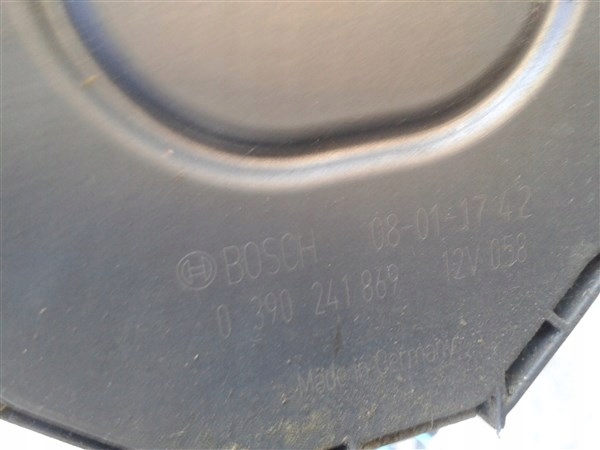 BOSCH 08-01-17 42
0 390 241 869 12V 058
Made in Germany